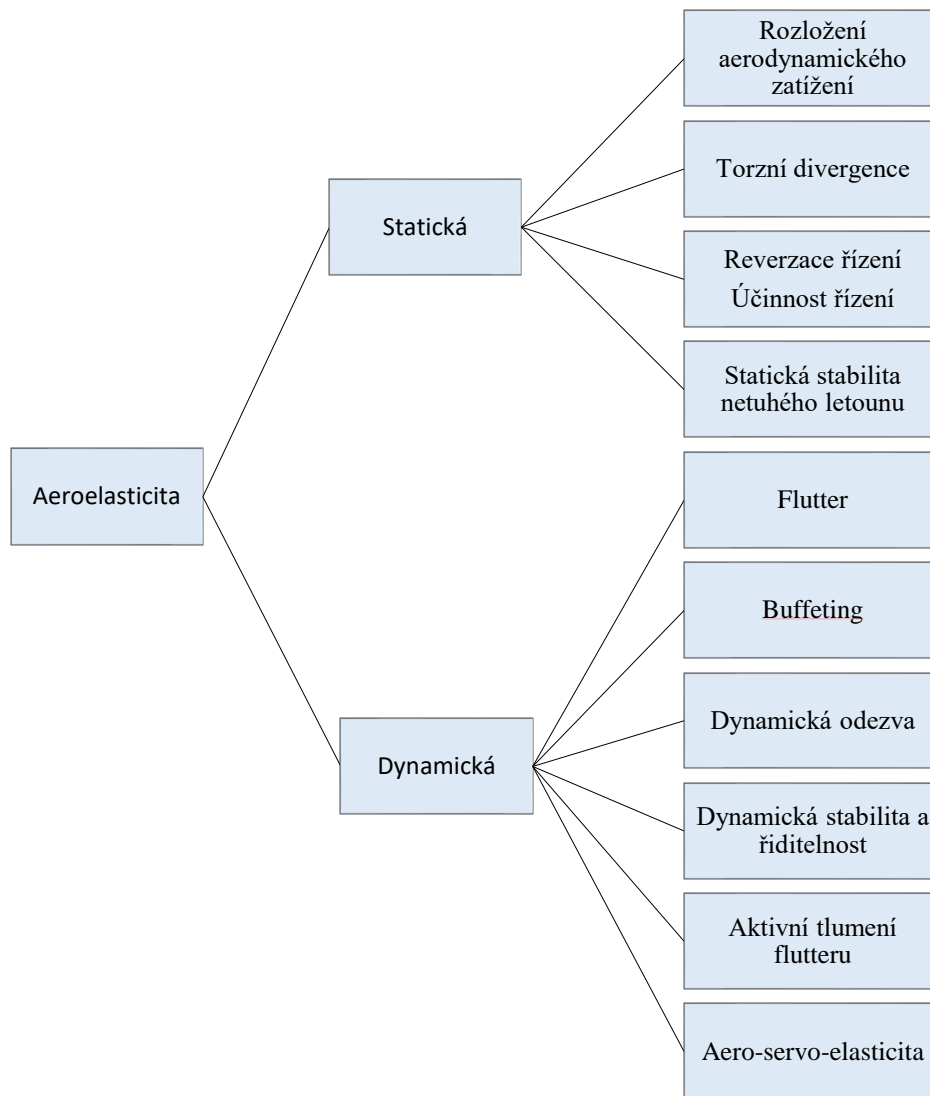 Aeroelasticita
Statická
Rozložení
aerodynamického
zatížení
Torzní divergence
Reverzace řízení
Účinnost řízení
Statická stabilita
netuhého letounu
Dynamická
Flutter
Buffeting
Dynamická odezva
Dynamická stabilita a
řiditelnost
Aktivní tlumení
flutteru
Aero-servo-elasticita